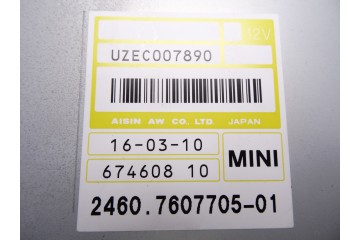 12V
UZEC007890
AISIN AW CO. LTD. JAPAN
16-03-10
674608 10
MINI
2460.7607705-01